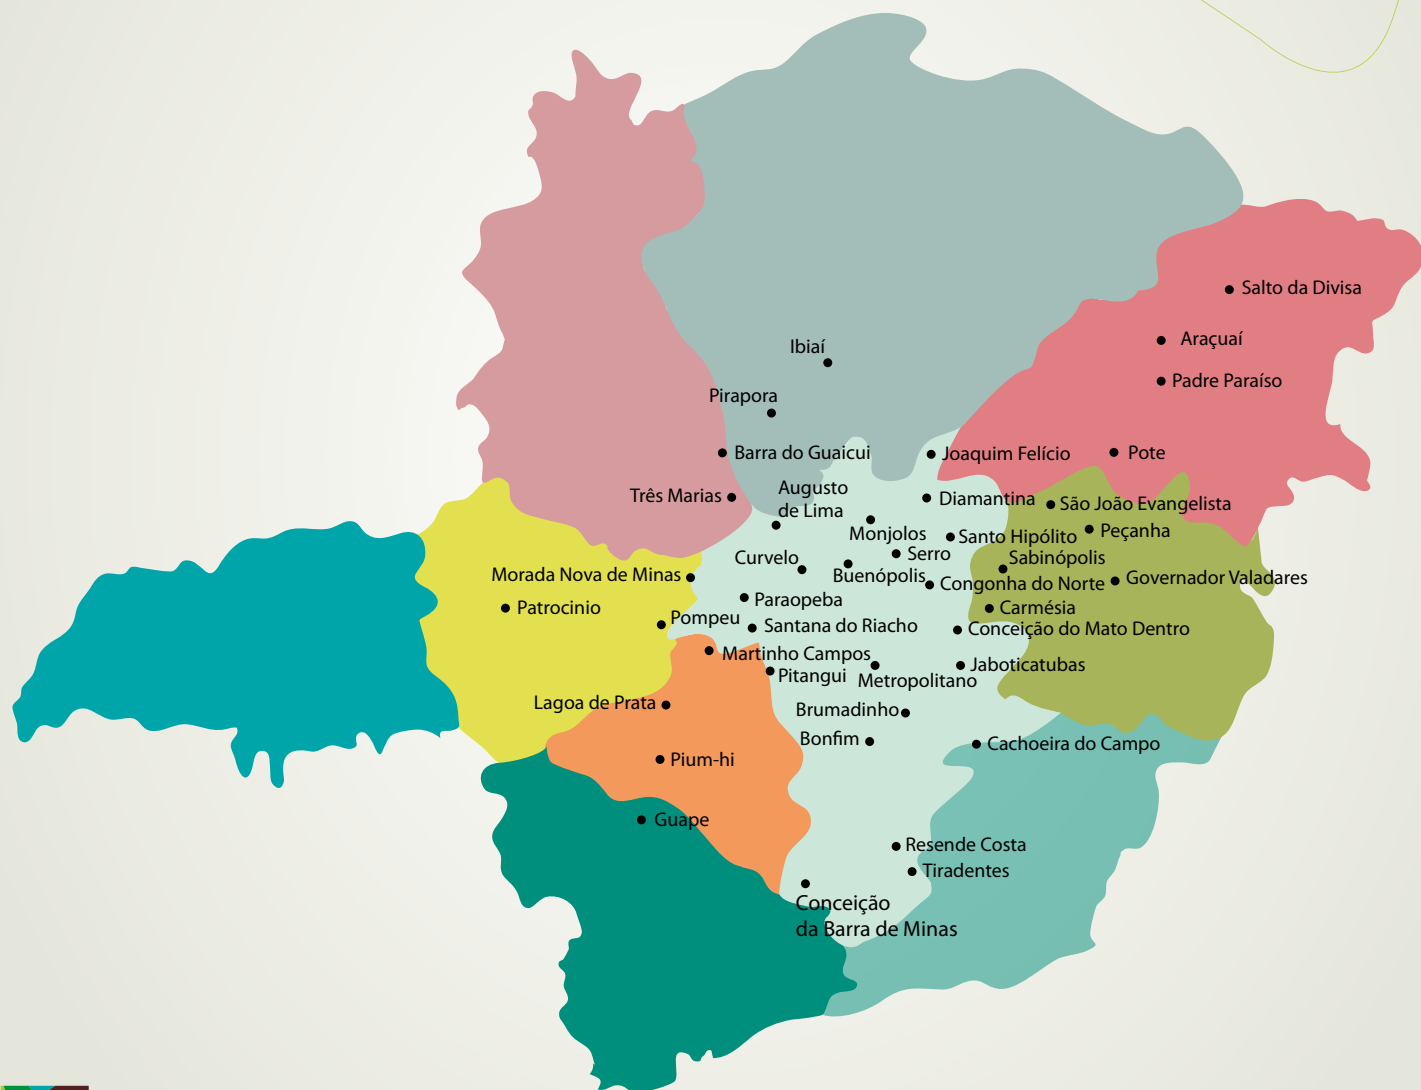 Salto da Divisa
Araçuaí
Ibiaí
Padre Paraíso
Pirapora
Barra do Guaicui
Joaquim Felício
Pote
Três Marias
Augusto
de Lima
Diamantina
São João Evangelista
Monjolos
Santo Hipólito
Peçanha
Curvelo
Serro
Sabinópolis
Morada Nova de Minas
Buenópolis
Congonha do Norte
Governador Valadares
Patrocinio
Paraopeba
Carmésia
Pompeu
Santana do Riacho
Conceição do Mato Dentro
Martinho Campos
Pitangui
Metropolitano
Jaboticatubas
Lagoa de Prata
Brumadinho
Bonfim
Cachoeira do Campo
Pium-hi
Guape
Resende Costa
Tiradentes
Conceição
da Barra de Minas